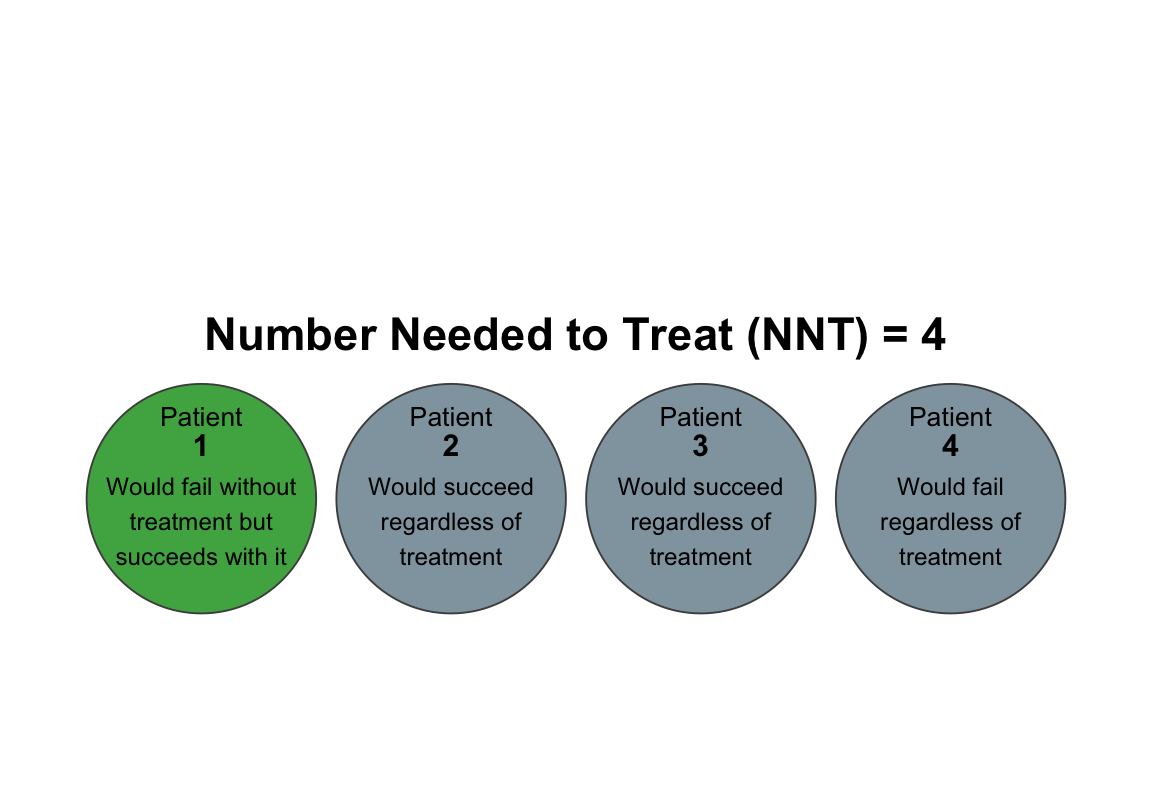 Number Needed to Treat (NNT) = 4
Patient
1
Would fail without
treatment but
succeeds with it
Patient
2
Would succeed
regardless of
treatment
Patient
3
Would succeed
regardless of
treatment
Patient
4
Would fail
regardless of
treatment